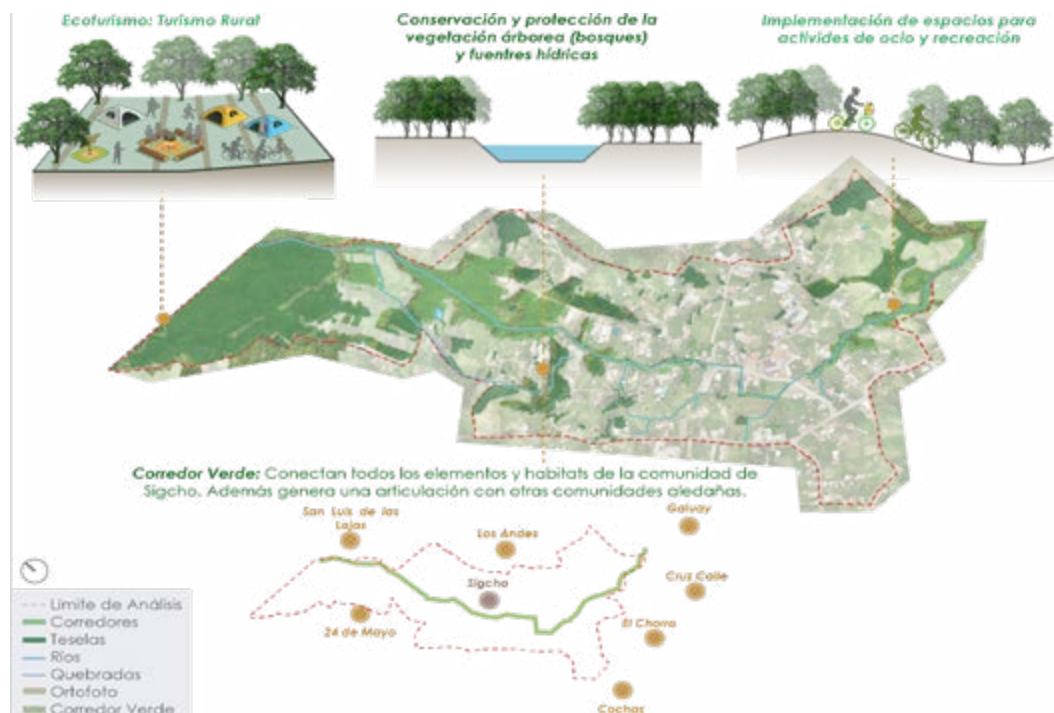 Ecoturismo: Turismo Rural
Conservación y protección de la
vegetación árborea (bosques)
y fuentres hídricas
Implementación de espacios para
activides de ocio y recreación
Corredor Verde: Conectan todos los elementos y habitats de la comunidad de
Sigcho. Además genera una articulación con otras comunidades aledañas.
San Luis de las
Lajas
Los Andes
Galvay
Sigcho
Cruz Calle
24 de Mayo
El Chorro
Cochas
Límite de Análisis
Corredores
Teselas
Ríos
Quebradas
Ortofoto
Corredor Verde